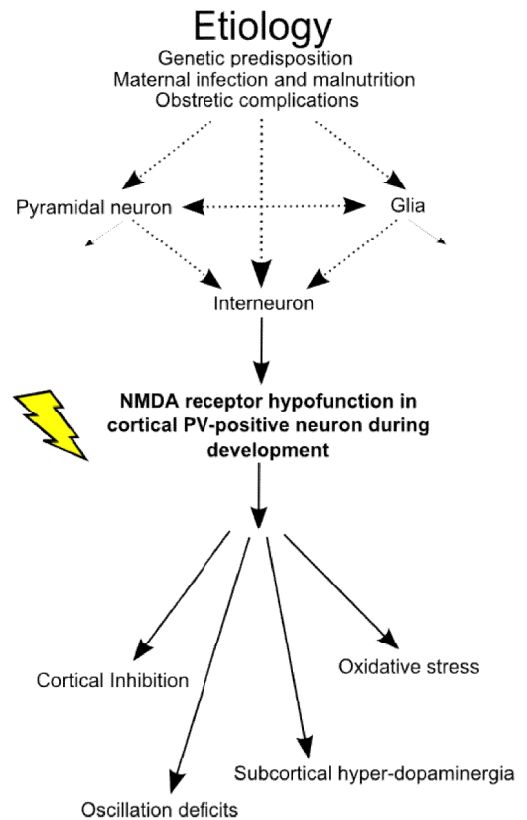 Etiology
Genetic predisposition
Maternal infection and malnutrition
Obstretic complications
Pyramidal neuron
Glia
Interneuron
NMDA receptor hypofunction in
cortical PV-positive neuron during
development
Cortical Inhibition
Oxidative stress
Subcortical hyper-dopaminergia
Oscillation deficits